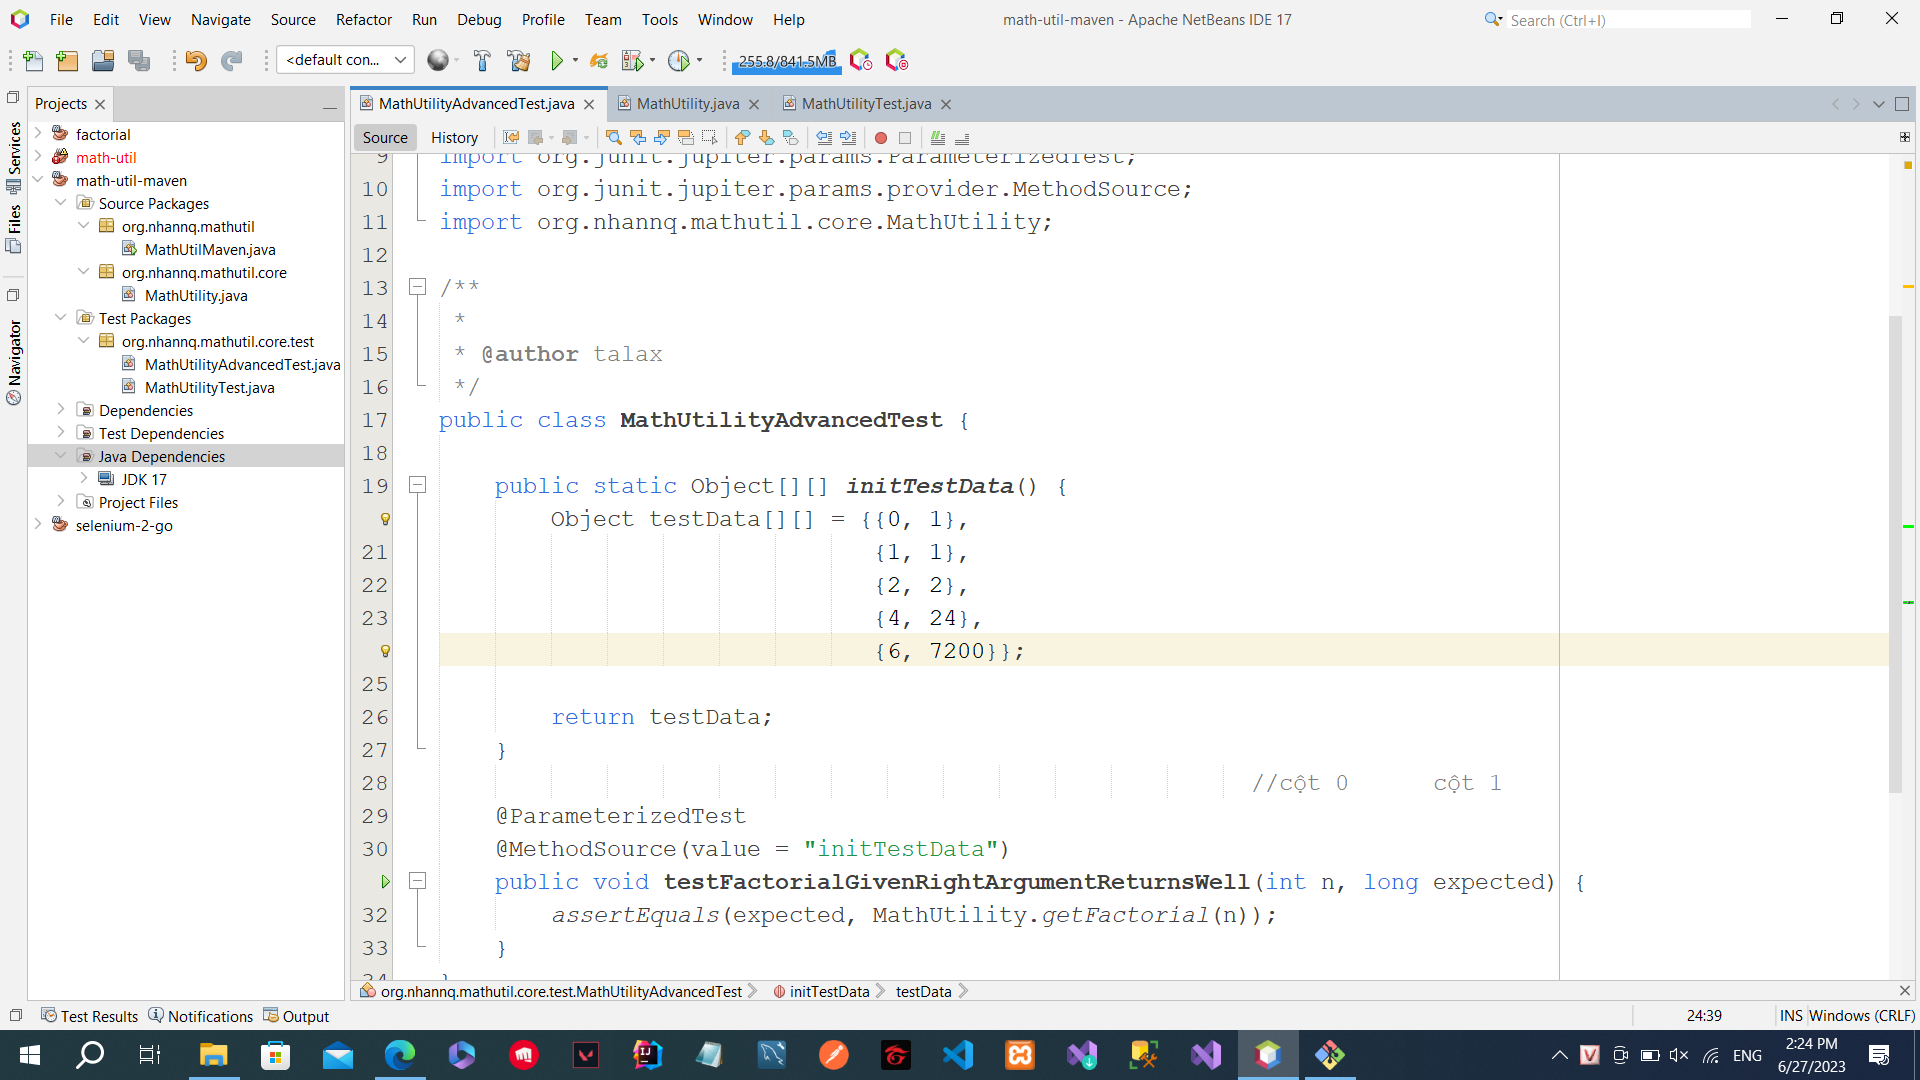 File Edit View Navigate Source Refactor Run Debug Profile Team Tools Window Help
math-util-maven - Apache NetBeans IDE 17
Search (Ctrl+I)
<default con...
255.8/841.5MB
Services
Files
Navigator
Projects
factorial
math-util
math-util-maven
Source Packages
org.nhannq.mathutil
MathUtilMaven.java
org.nhannq.mathutil.core
MathUtility.java
Test Packages
org.nhannq.mathutil.core.test
MathUtilityAdvancedTest.java
MathUtilityTest.java
Dependencies
Test Dependencies
Java Dependencies
JDK 17
Project Files
selenium-2-go
MathUtilityAdvancedTest.java MathUtility.java MathUtilityTest.java
Source History
9 import org.junit.jupiter.params.ParameterizedTest;
10 import org.junit.jupiter.params.provider.MethodSource;
11 import org.nhannq.mathutil.core.MathUtility;
12
13 /**
14 *
15 * @author talax
16 */
17 public class MathUtilityAdvancedTest {
18
19 public static Object[][] initTestData() {
Object testData[][] = {{0, 1},
21 {1, 1},
22 {2, 2},
23 {4, 24},
{6, 7200}};
25
26 return testData;
27 }
28 //cột 0 cột 1
29 @ParameterizedTest
30 @MethodSource(value = "initTestData")
public void testFactorialGivenRightArgumentReturnsWell(int n, long expected) {
32 assertEquals(expected, MathUtility.getFactorial(n));
33 }
34 }
org.nhannq.mathutil.core.test.MathUtilityAdvancedTest initTestData testData
Test Results Notifications Output
24:39 INS Windows (CRLF)
ENG
2:24 PM
6/27/2023